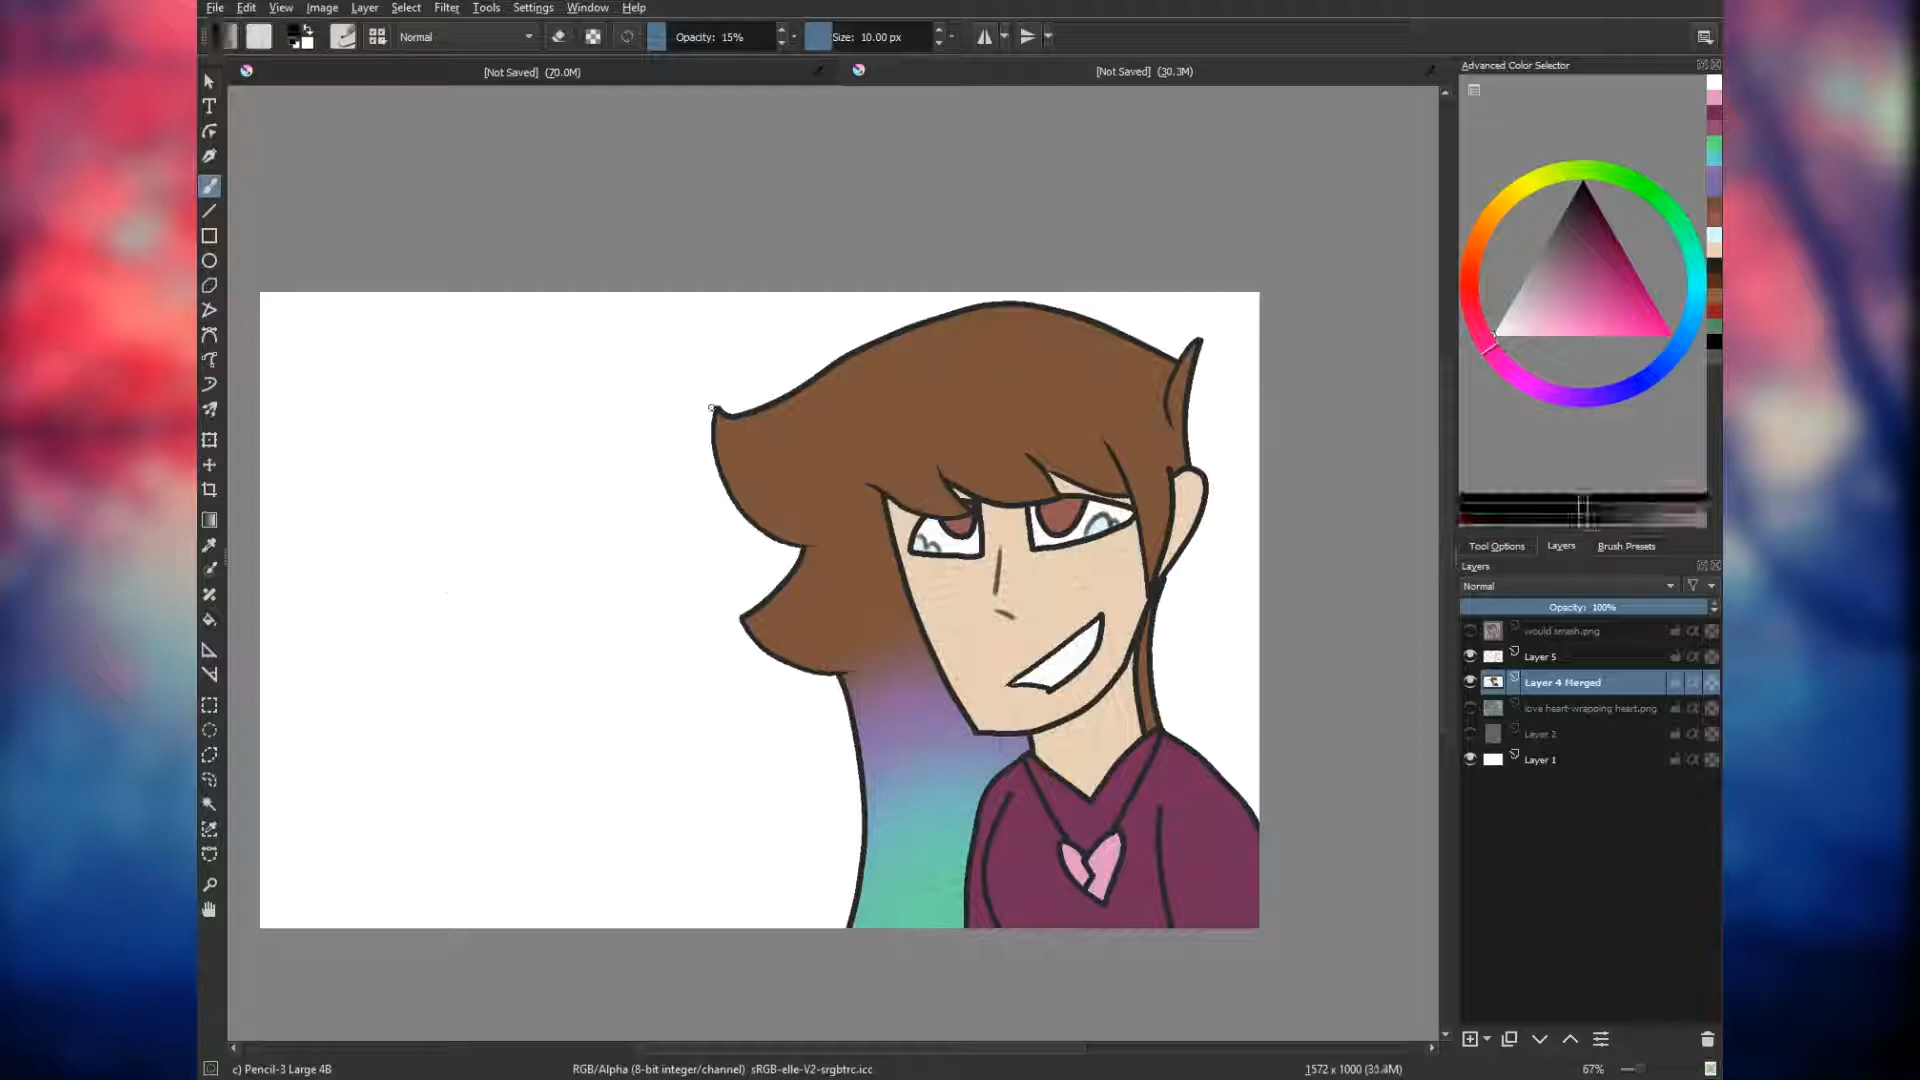 File Edit View Image Layer Select Filter Tools Settings Window Help
Normal Opacity: 15% Size: 10.00 px
[Not Saved] (70.0M) [Not Saved] (30.3M)
Advanced Color Selector
Tool Options Layers Brush Presets
Layers
Normal
Opacity: 100%
would smash.png
Layer 5
Layer 4 Merged
love heart-wrapping heart.png
Layer 2
Layer 1
c) Pencil-3 Large 4B RGB/Alpha (8-bit integer/channel) sRGB-elle-V2-srgbtrc.icc 1572 x 1000 67%